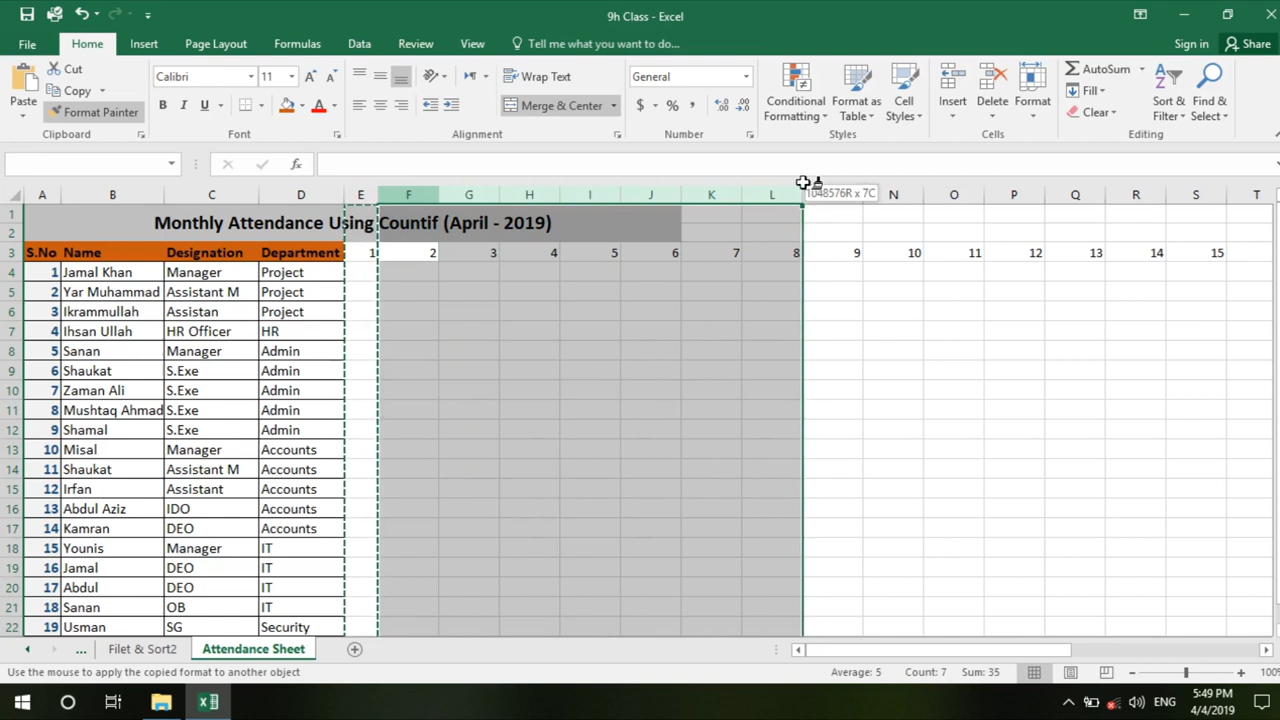 9h Class - Excel
File Home Insert Page Layout Formulas Data Review View Tell me what you want to do... Sign in Share
Cut
Copy
Format Painter
Paste
Clipboard
Calibri 11
B I U
Font
Wrap Text
Merge & Center
Alignment
General
$ % ,
Number
Conditional Formatting
Format as Table
Cell Styles
Styles
Insert Delete Format
Cells
AutoSum
Fill
Clear
Sort & Filter
Find & Select
Editing
fx
1048576R x 7C
A B C D E F G H I J K L N O P Q R S T
1 Monthly Attendance Using Countif (April - 2019)
2
3 S.No Name Designation Department 1 2 3 4 5 6 7 8 9 10 11 12 13 14 15
4 1 Jamal Khan Manager Project
5 2 Yar Muhammad Assistant M Project
6 3 Ikrammullah Assistan Project
7 4 Ihsan Ullah HR Officer HR
8 5 Sanan Manager Admin
9 6 Shaukat S.Exe Admin
10 7 Zaman Ali S.Exe Admin
11 8 Mushtaq Ahmad S.Exe Admin
12 9 Shamal S.Exe Admin
13 10 Misal Manager Accounts
14 11 Shaukat Assistant M Accounts
15 12 Irfan Assistant Accounts
16 13 Abdul Aziz IDO Accounts
17 14 Kamran DEO Accounts
18 15 Younis Manager IT
19 16 Jamal DEO IT
20 17 Abdul DEO IT
21 18 Sanan OB IT
22 19 Usman SG Security
... Filet & Sort2 Attendance Sheet
Use the mouse to apply the copied format to another object Average: 5 Count: 7 Sum: 35 100%
ENG 5:49 PM
4/4/2019